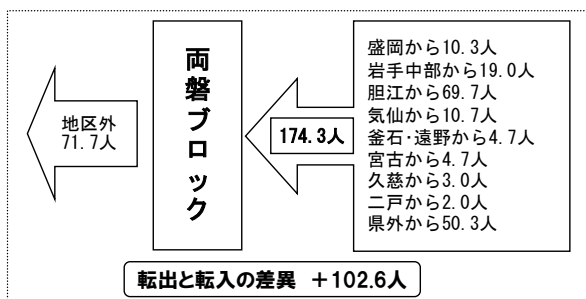 地区外
71.7人
両磐ブロック
174.3人
盛岡から10.3人
岩手中部から19.0人
胆江から69.7人
気仙から10.7人
釜石・遠野から4.7人
宮古から4.7人
久慈から3.0人
二戸から2.0人
県外から50.3人
転出と転入の差異 ＋102.6人